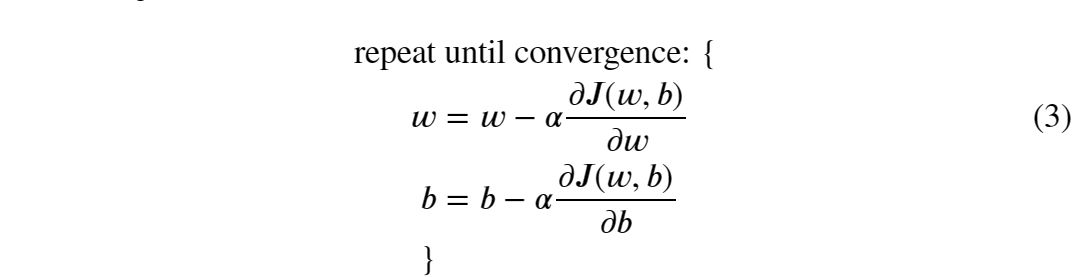 repeat until convergence: {
w = w − α ∂J(w, b)/∂w (3)
b = b − α ∂J(w, b)/∂b
}